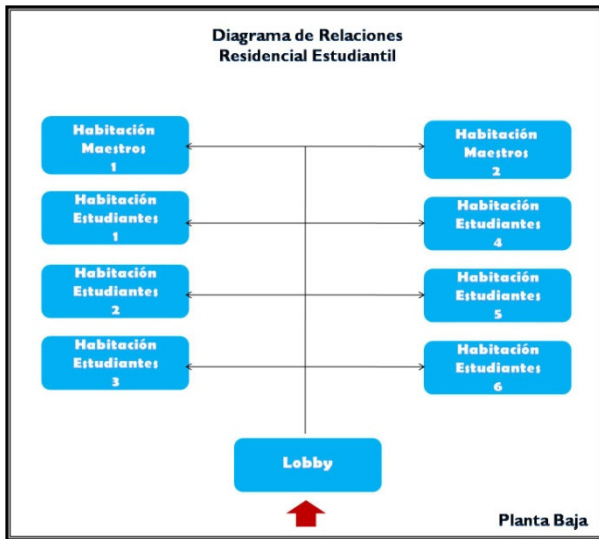 Diagrama de Relaciones
Residencial Estudiantil
Habitación
Maestros
1
Habitación
Maestros
2
Habitación
Estudiantes
1
Habitación
Estudiantes
4
Habitación
Estudiantes
2
Habitación
Estudiantes
5
Habitación
Estudiantes
3
Habitación
Estudiantes
6
Lobby
Planta Baja